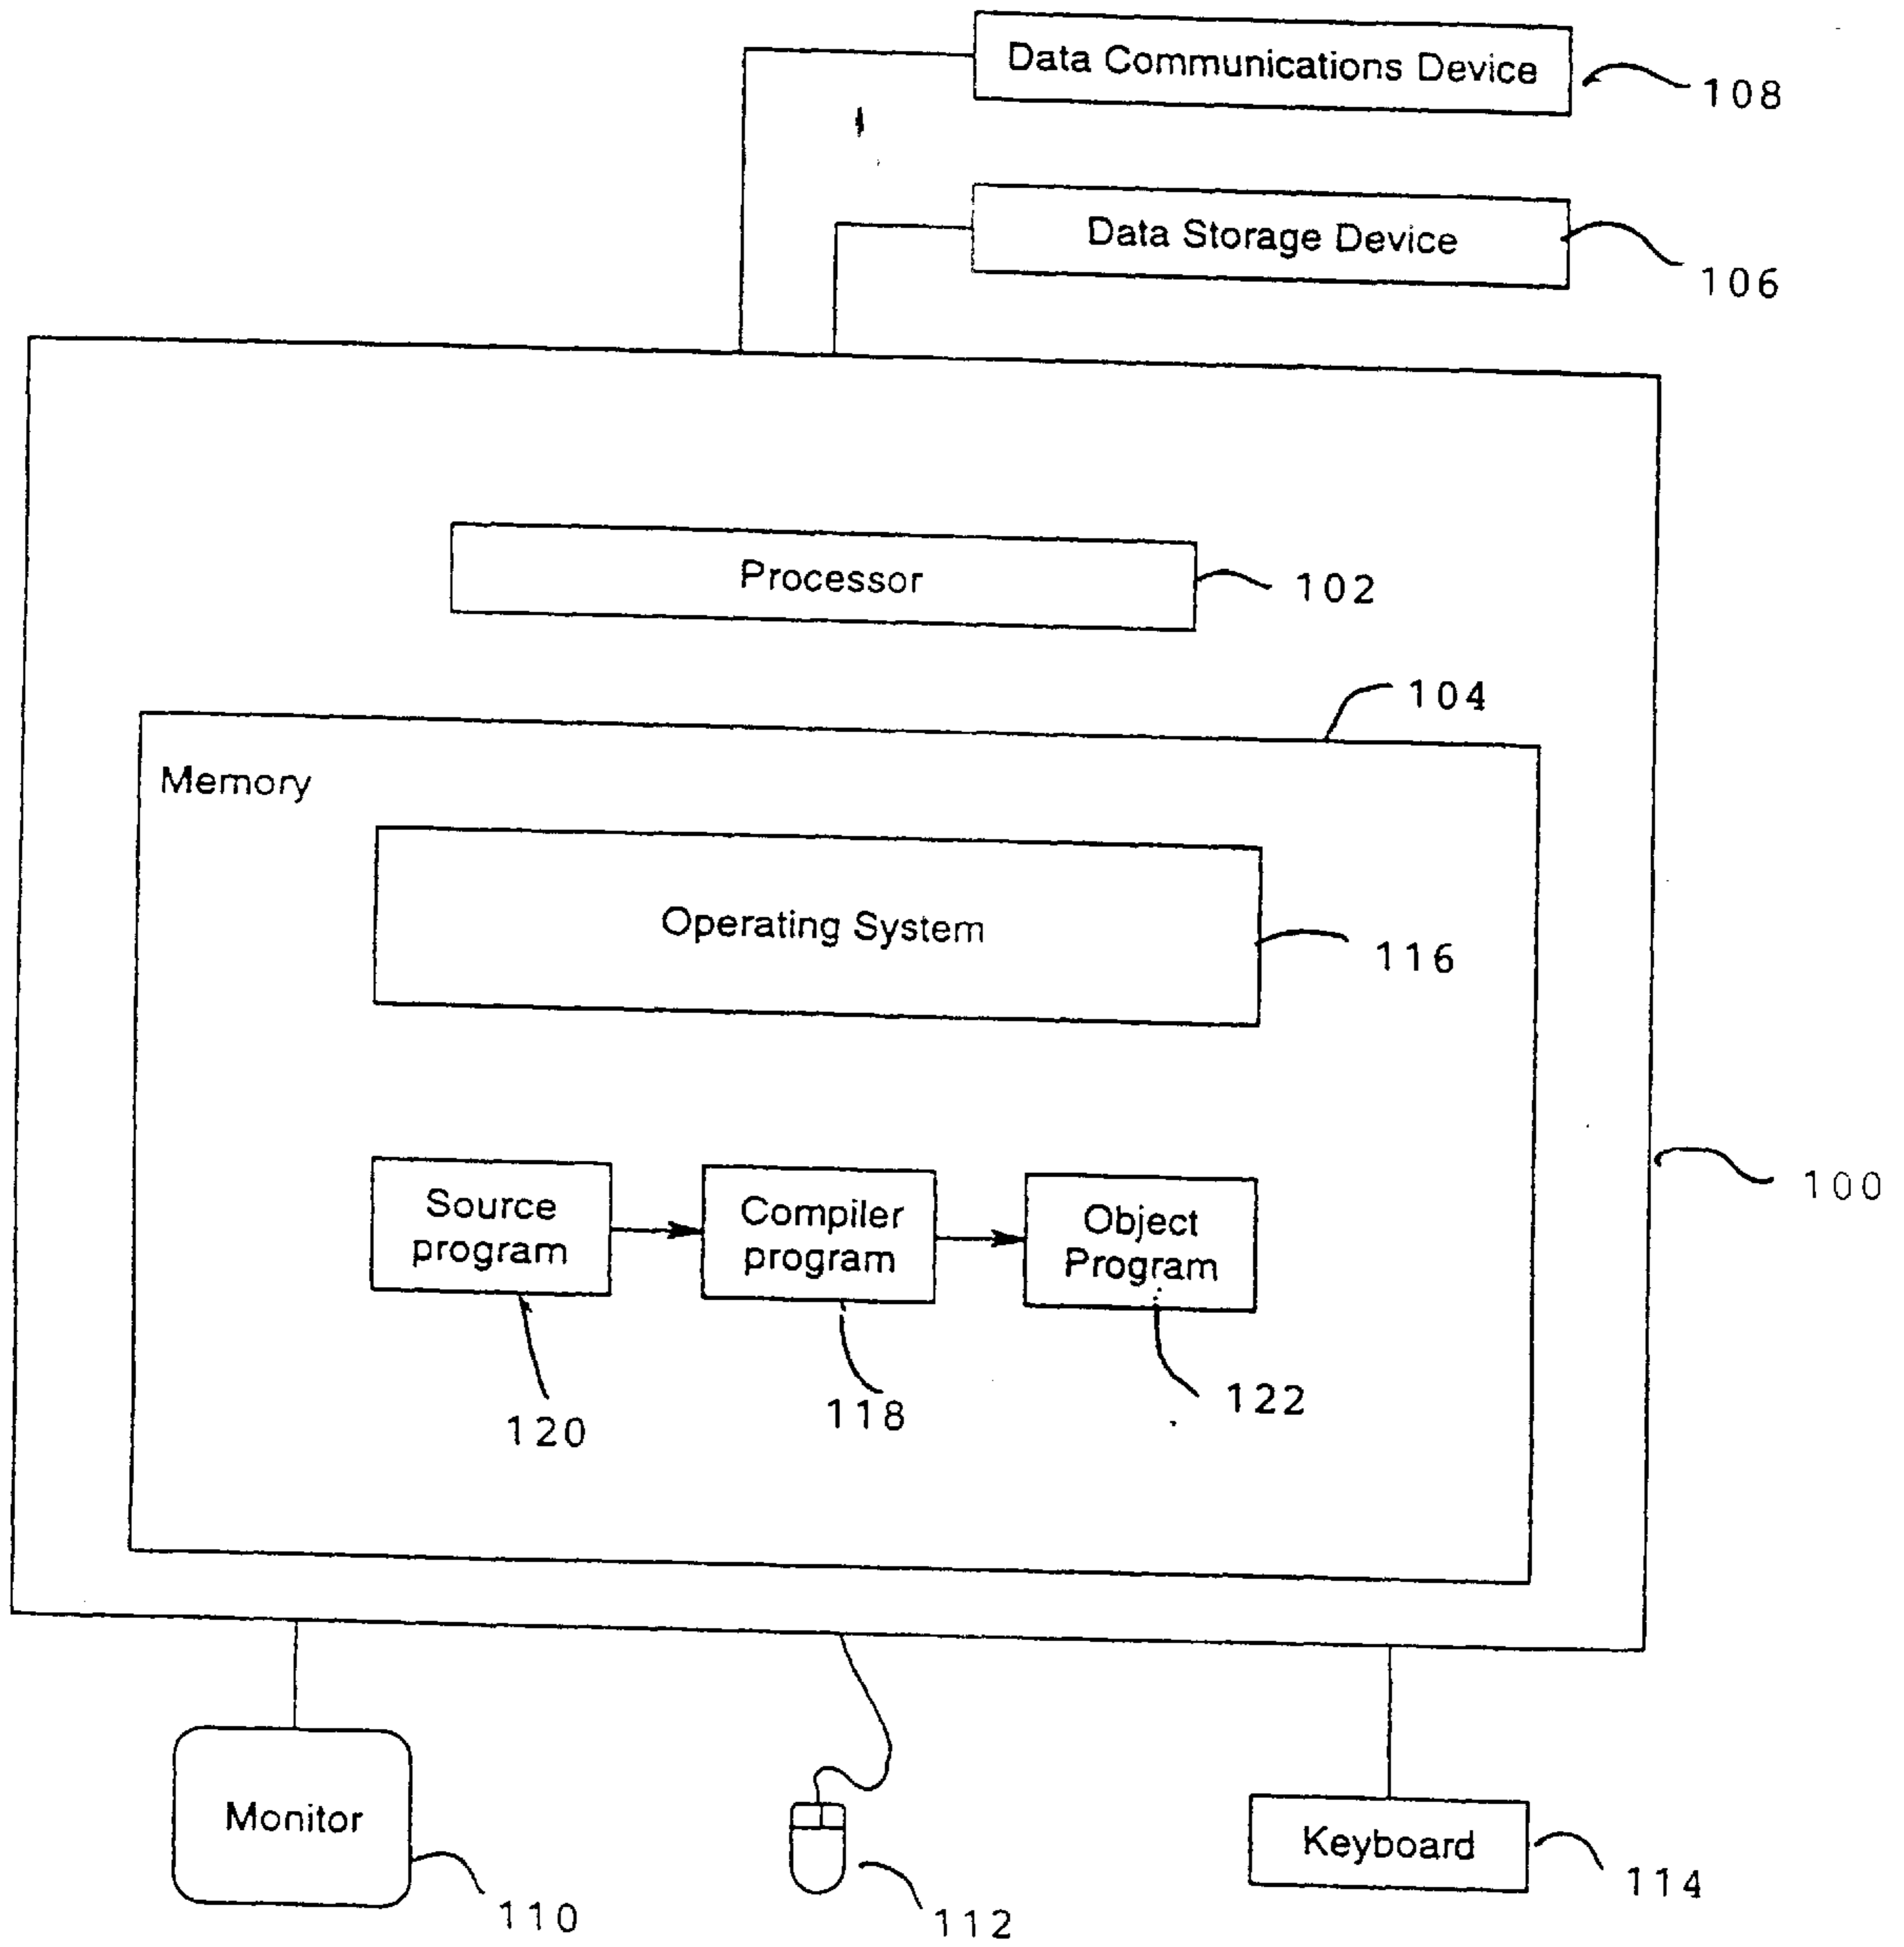 Data Communications Device
108
Data Storage Device
106
Processor
102
104
Memory
Operating System
116
100
Source
program
Compiler
program
Object
Program
120
118
122
Monitor
110
112
Keyboard
114